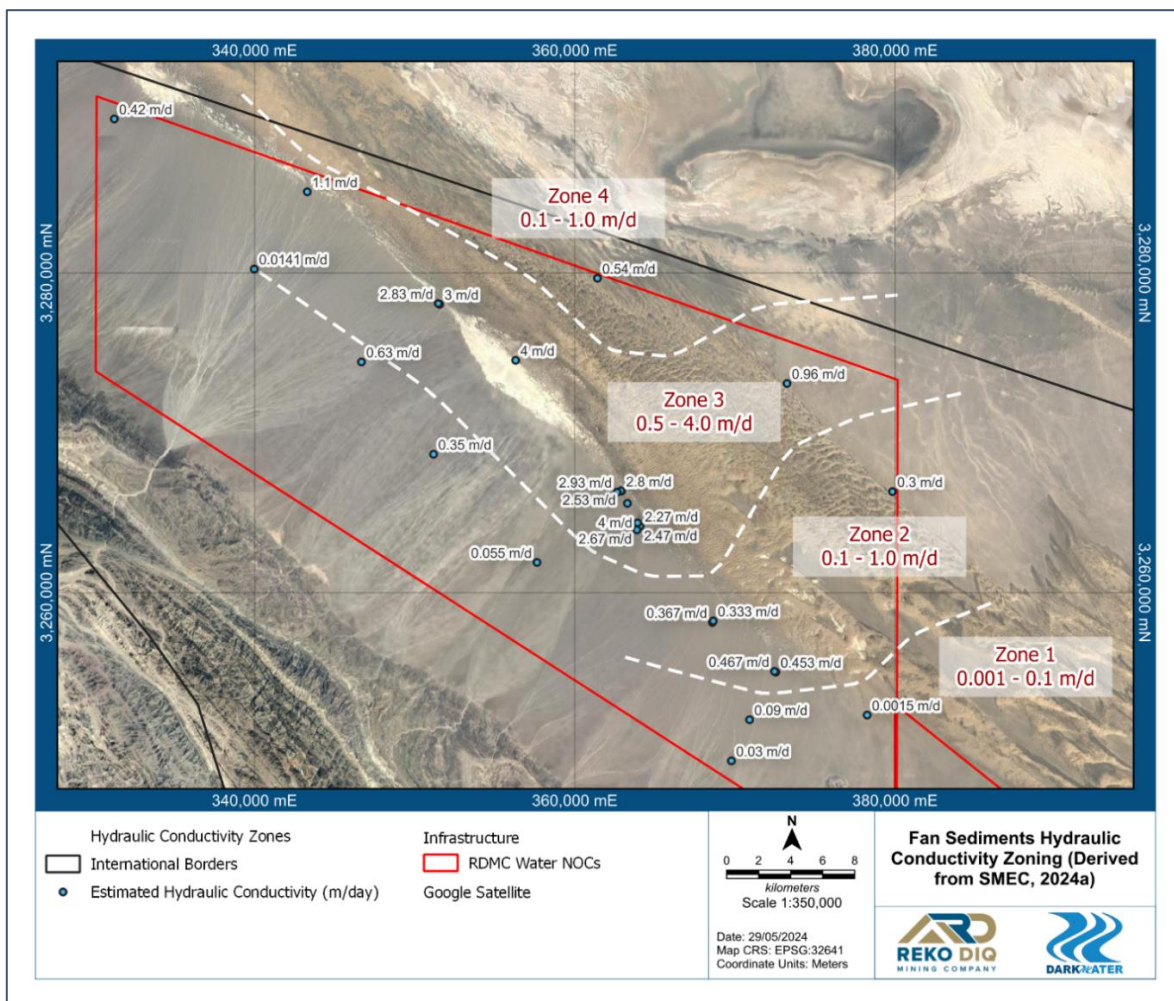 340,000 mE
360,000 mE
380,000 mE
0.42 m/d
1.1 m/d
Zone 4
0.1 - 1.0 m/d
3,280,000 mN
3,280,000 mN
0.0141 m/d
0.54 m/d
2.83 m/d
3 m/d
0.63 m/d
4 m/d
0.96 m/d
Zone 3
0.5 - 4.0 m/d
0.35 m/d
2.93 m/d
2.8 m/d
2.53 m/d
0.3 m/d
4 m/d
2.27 m/d
2.67 m/d
2.47 m/d
Zone 2
0.1 - 1.0 m/d
0.055 m/d
3,260,000 mN
3,260,000 mN
0.367 m/d
0.333 m/d
0.467 m/d
0.453 m/d
Zone 1
0.001 - 0.1 m/d
0.09 m/d
0.0015 m/d
0.03 m/d
340,000 mE
360,000 mE
380,000 mE
Hydraulic Conductivity Zones
International Borders
Estimated Hydraulic Conductivity (m/day)
Infrastructure
RDMC Water NOCs
Google Satellite
N
0 2 4 6 8
kilometers
Scale 1:350,000
Date: 29/05/2024
Map CRS: EPSG:32641
Coordinate Units: Meters
Fan Sediments Hydraulic
Conductivity Zoning (Derived
from SMEC, 2024a)
REKO DIQ
MINING COMPANY
DARKWATER